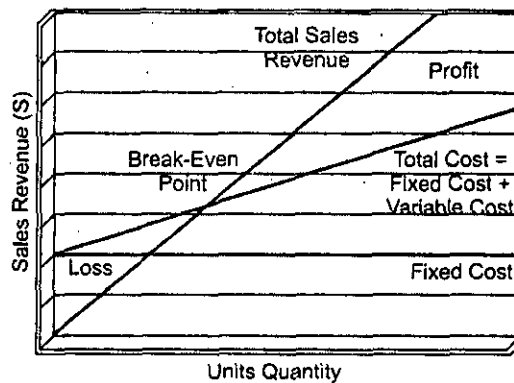 Total Sales
Revenue
Profit
Break-Even
Point
Total Cost =
Fixed Cost +
Variable Cost
Loss
Fixed Cost
Sales Revenue ($)
Units Quantity